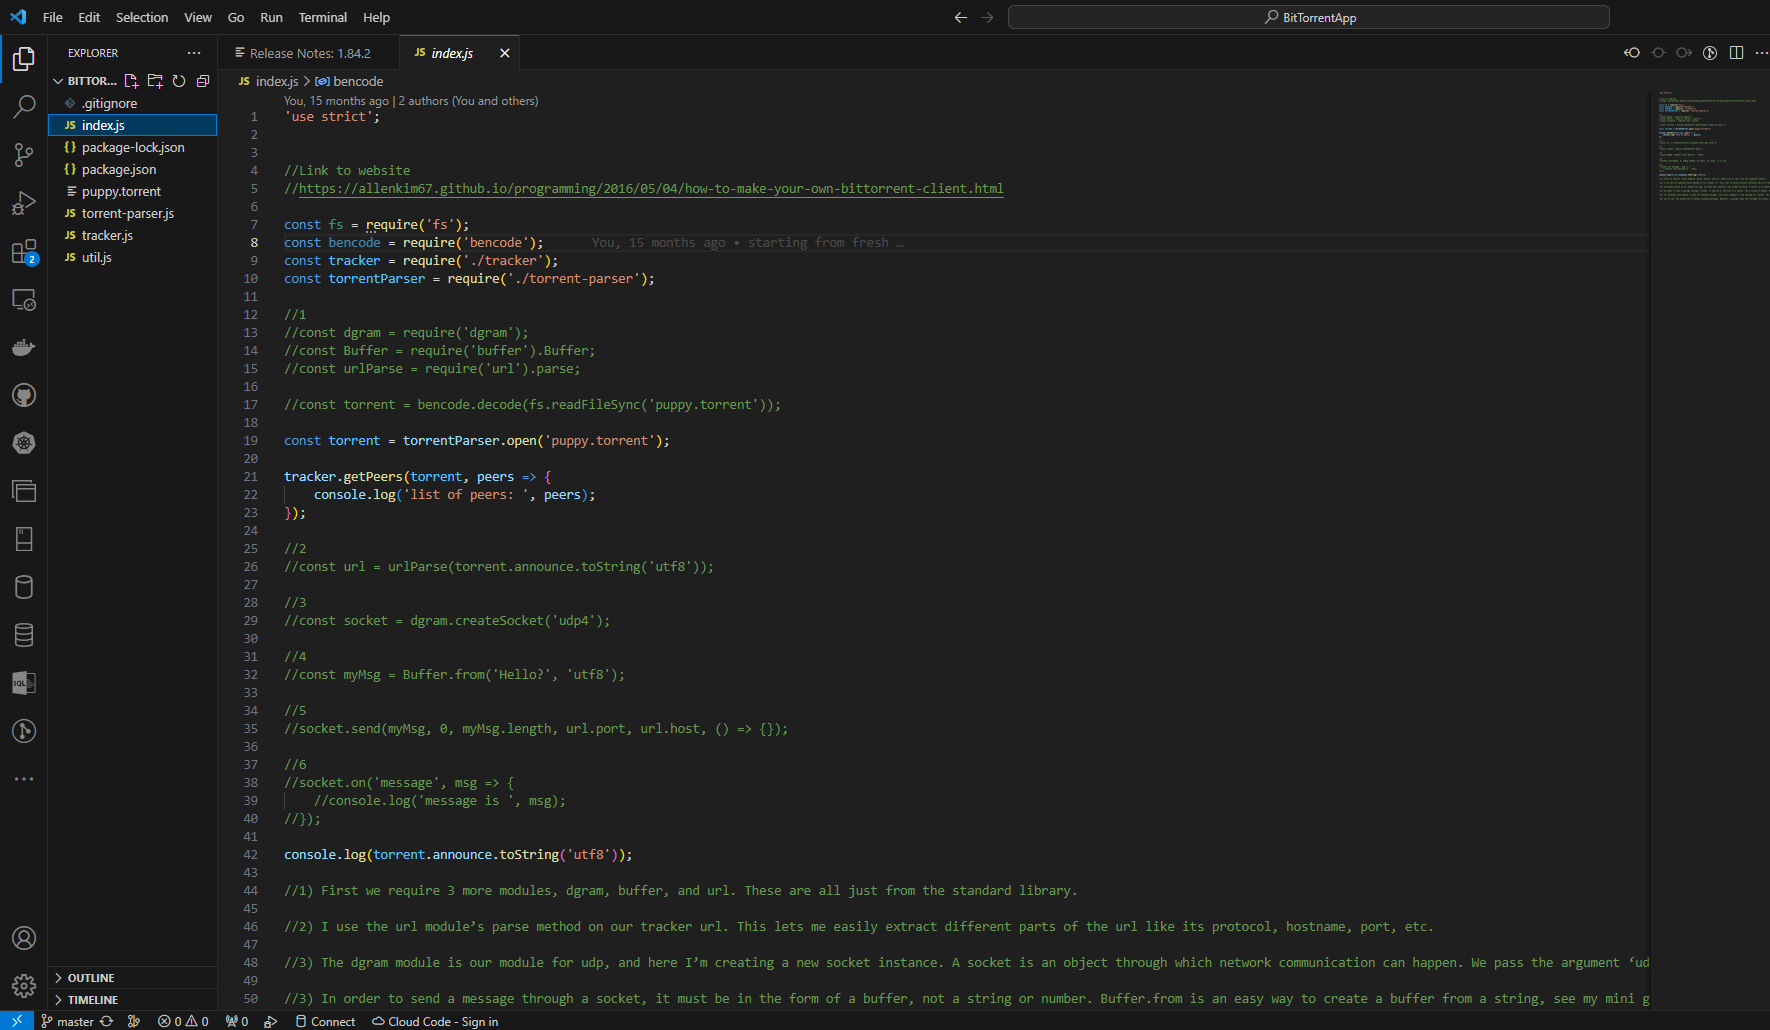 File Edit Selection View Go Run Terminal Help
BitTorrentApp
EXPLORER
Release Notes: 1.84.2
JS index.js
BITTOR...
JS index.js > bencode
.gitignore
JS index.js
{} package-lock.json
{} package.json
puppy.torrent
JS torrent-parser.js
JS tracker.js
JS util.js
2
SQL
OUTLINE
TIMELINE
You, 15 months ago | 2 authors (You and others)
1 'use strict';
2
3
4 //Link to website
5 //https://allenkim67.github.io/programming/2016/05/04/how-to-make-your-own-bittorrent-client.html
6
7 const fs = require('fs');
8 const bencode = require('bencode'); You, 15 months ago • starting from fresh …
9 const tracker = require('./tracker');
10 const torrentParser = require('./torrent-parser');
11
12 //1
13 //const dgram = require('dgram');
14 //const Buffer = require('buffer').Buffer;
15 //const urlParse = require('url').parse;
16
17 //const torrent = bencode.decode(fs.readFileSync('puppy.torrent'));
18
19 const torrent = torrentParser.open('puppy.torrent');
20
21 tracker.getPeers(torrent, peers => {
22 console.log('list of peers: ', peers);
23 });
24
25 //2
26 //const url = urlParse(torrent.announce.toString('utf8'));
27
28 //3
29 //const socket = dgram.createSocket('udp4');
30
31 //4
32 //const myMsg = Buffer.from('Hello?', 'utf8');
33
34 //5
35 //socket.send(myMsg, 0, myMsg.length, url.port, url.host, () => {});
36
37 //6
38 //socket.on('message', msg => {
39 //console.log('message is ', msg);
40 //});
41
42 console.log(torrent.announce.toString('utf8'));
43
44 //1) First we require 3 more modules, dgram, buffer, and url. These are all just from the standard library.
45
46 //2) I use the url module’s parse method on our tracker url. This lets me easily extract different parts of the url like its protocol, hostname, port, etc.
47
48 //3) The dgram module is our module for udp, and here I’m creating a new socket instance. A socket is an object through which network communication can happen. We pass the argument ‘ud
49
50 //3) In order to send a message through a socket, it must be in the form of a buffer, not a string or number. Buffer.from is an easy way to create a buffer from a string, see my mini g
master 0 0 0 Connect Cloud Code - Sign in